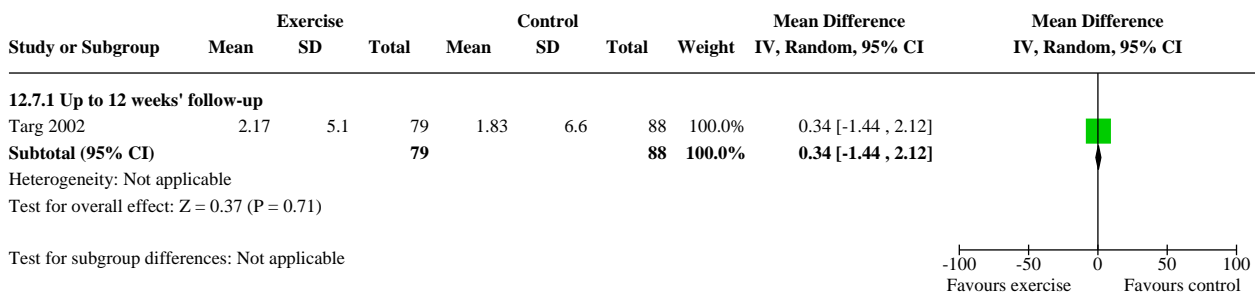 Exercise Control Mean Difference Mean Difference
Study or Subgroup Mean SD Total Mean SD Total Weight IV, Random, 95% CI IV, Random, 95% CI
12.7.1 Up to 12 weeks' follow-up
Targ 2002 2.17 5.1 79 1.83 6.6 88 100.0% 0.34 [-1.44 , 2.12]
Subtotal (95% CI) 79 88 100.0% 0.34 [-1.44 , 2.12]
Heterogeneity: Not applicable
Test for overall effect: Z = 0.37 (P = 0.71)
Test for subgroup differences: Not applicable
-100 -50 0 50 100
Favours exercise Favours control